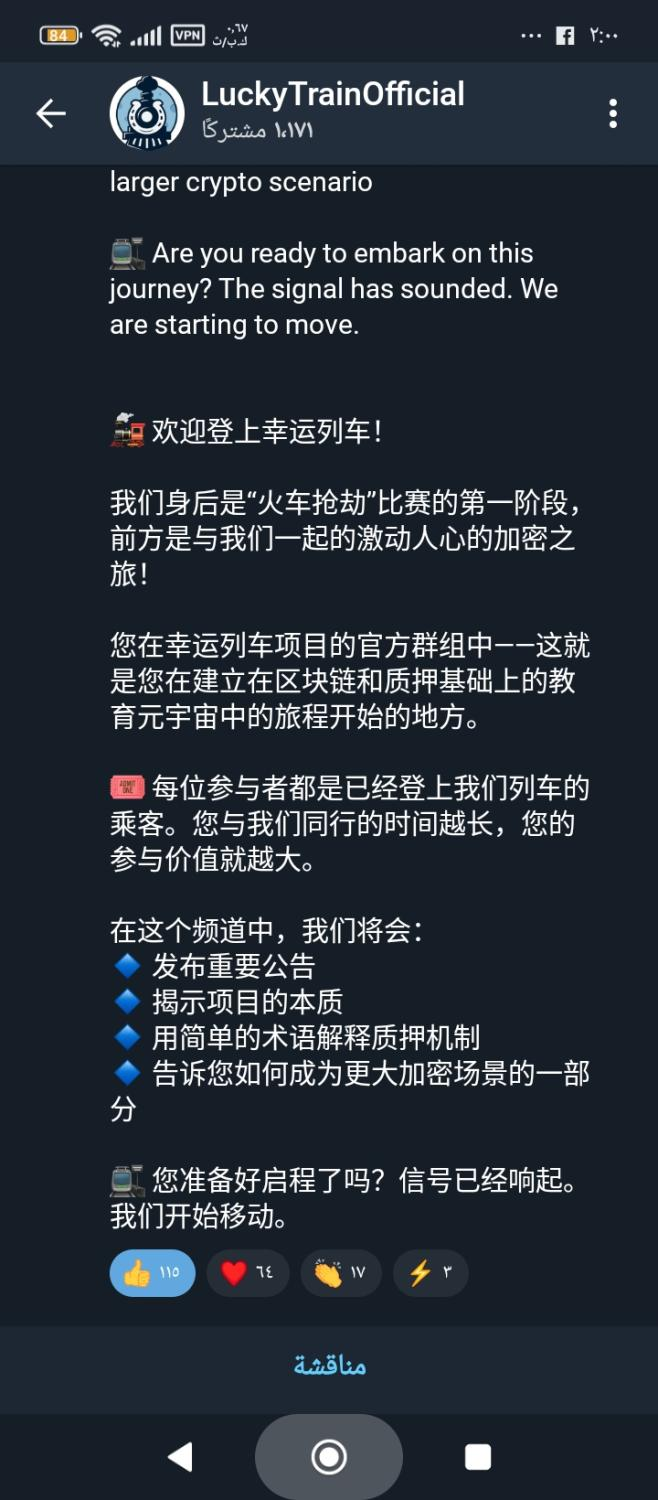 84 VPN ٠,٦٧ ك.ب/ث ... ٢:٠٠
LuckyTrainOfficial
١،١٧١ مشتركًا
larger crypto scenario
🚉 Are you ready to embark on this
journey? The signal has sounded. We
are starting to move.
🚂 欢迎登上幸运列车！
我们身后是“火车抢劫”比赛的第一阶段，
前方是与我们一起的激动人心的加密之
旅！
您在幸运列车项目的官方群组中——这就
是您在建立在区块链和质押基础上的教
育元宇宙中的旅程开始的地方。
🎟 每位参与者都是已经登上我们列车的
乘客。您与我们同行的时间越长，您的
参与价值就越大。
在这个频道中，我们将会：
🔹 发布重要公告
🔹 揭示项目的本质
🔹 用简单的术语解释质押机制
🔹 告诉您如何成为更大加密场景的一部
分
🚉 您准备好启程了吗？信号已经响起。
我们开始移动。
👍 ١١٥ ❤ ٦٤ 👏 ١٧ ⚡ ٣
مناقشة